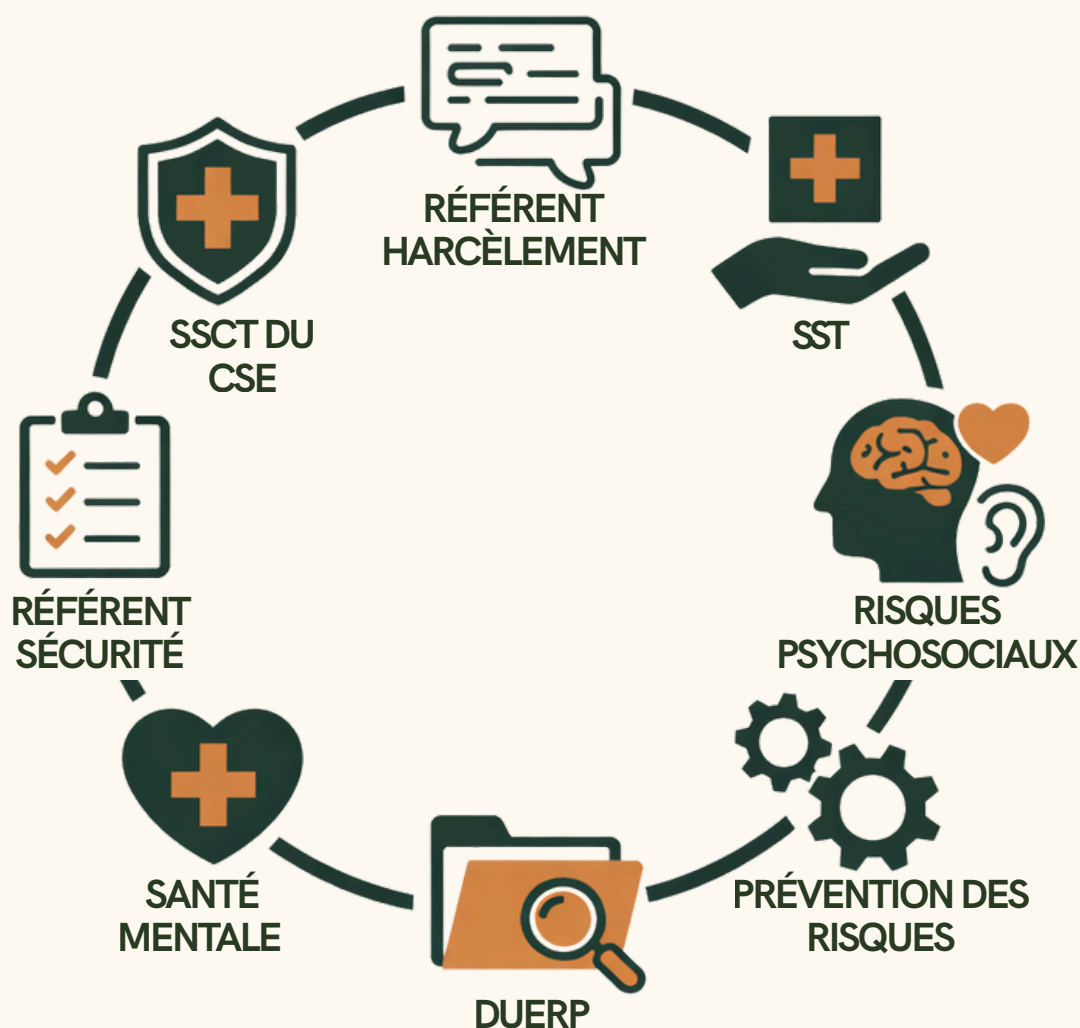 RÉFÉRENT
HARCÈLEMENT
SST
SSCT DU
CSE
RISQUES
PSYCHOSOCIAUX
RÉFÉRENT
SÉCURITÉ
PRÉVENTION DES
RISQUES
SANTÉ
MENTALE
DUERP